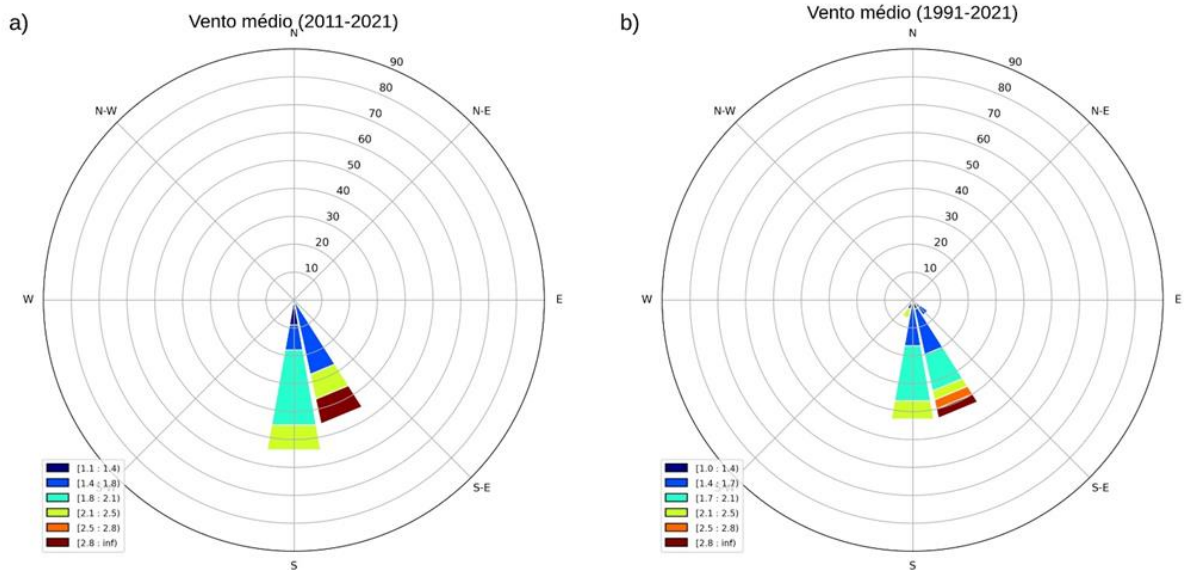 a)
Vento médio (2011-2021)
N
90
80
70
60
50
40
30
20
10
N-W
N-E
W
E
S-E
S
[1.1 : 1.4)
[1.4 : 1.8)
[1.8 : 2.1)
[2.1 : 2.5)
[2.5 : 2.8)
[2.8 : inf)
b)
Vento médio (1991-2021)
N
90
80
70
60
50
40
30
20
10
N-W
N-E
W
E
S-E
S
[1.0 : 1.4)
[1.4 : 1.7)
[1.7 : 2.1)
[2.1 : 2.5)
[2.5 : 2.8)
[2.8 : inf)